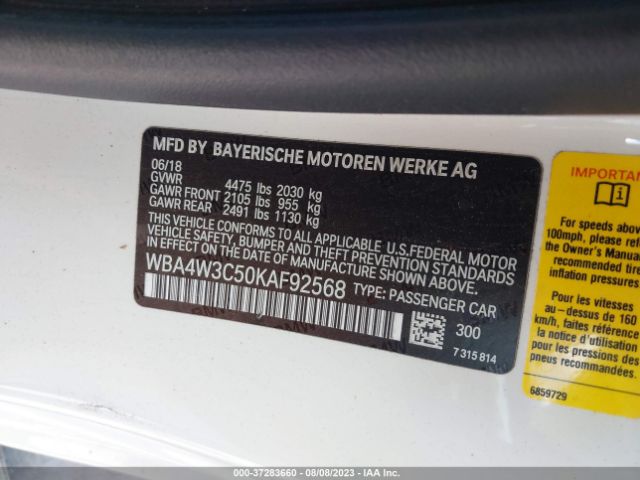 MFD BY BAYERISCHE MOTOREN WERKE AG
06/18
GVWR 4475 lbs 2030 kg
GAWR FRONT 2105 lbs 955 kg
GAWR REAR 2491 lbs 1130 kg
THIS VEHICLE CONFORMS TO ALL APPLICABLE U.S.FEDERAL MOTOR
VEHICLE SAFETY, BUMPER, AND THEFT PREVENTION STANDARDS
IN EFFECT ON THE DATE OF MANUFACTURE SHOWN ABOVE.
WBA4W3C50KAF92568 TYPE: PASSENGER CAR
300
7 315 814
IMPORTAN
For speeds above
100mph, please refe
the Owner's Manua
recommended tire
inflation pressures
Pour les vitesses
au-dessus de 160
km/h, faites référence
la notice d'utilisation
pour les pressions des
pneus recommandées.
6859729
000-37283660 - 08/08/2023 - IAA, LLC.